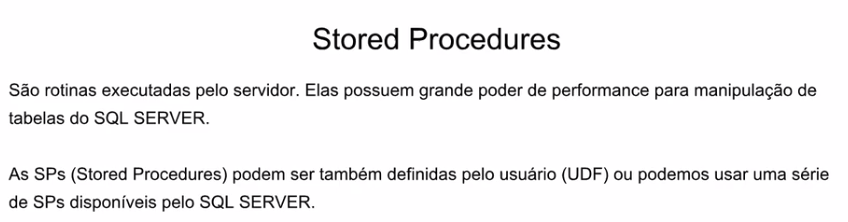 Stored Procedures
São rotinas executadas pelo servidor. Elas possuem grande poder de performance para manipulação de
tabelas do SQL SERVER.
As SPs (Stored Procedures) podem ser também definidas pelo usuário (UDF) ou podemos usar uma série
de SPs disponíveis pelo SQL SERVER.